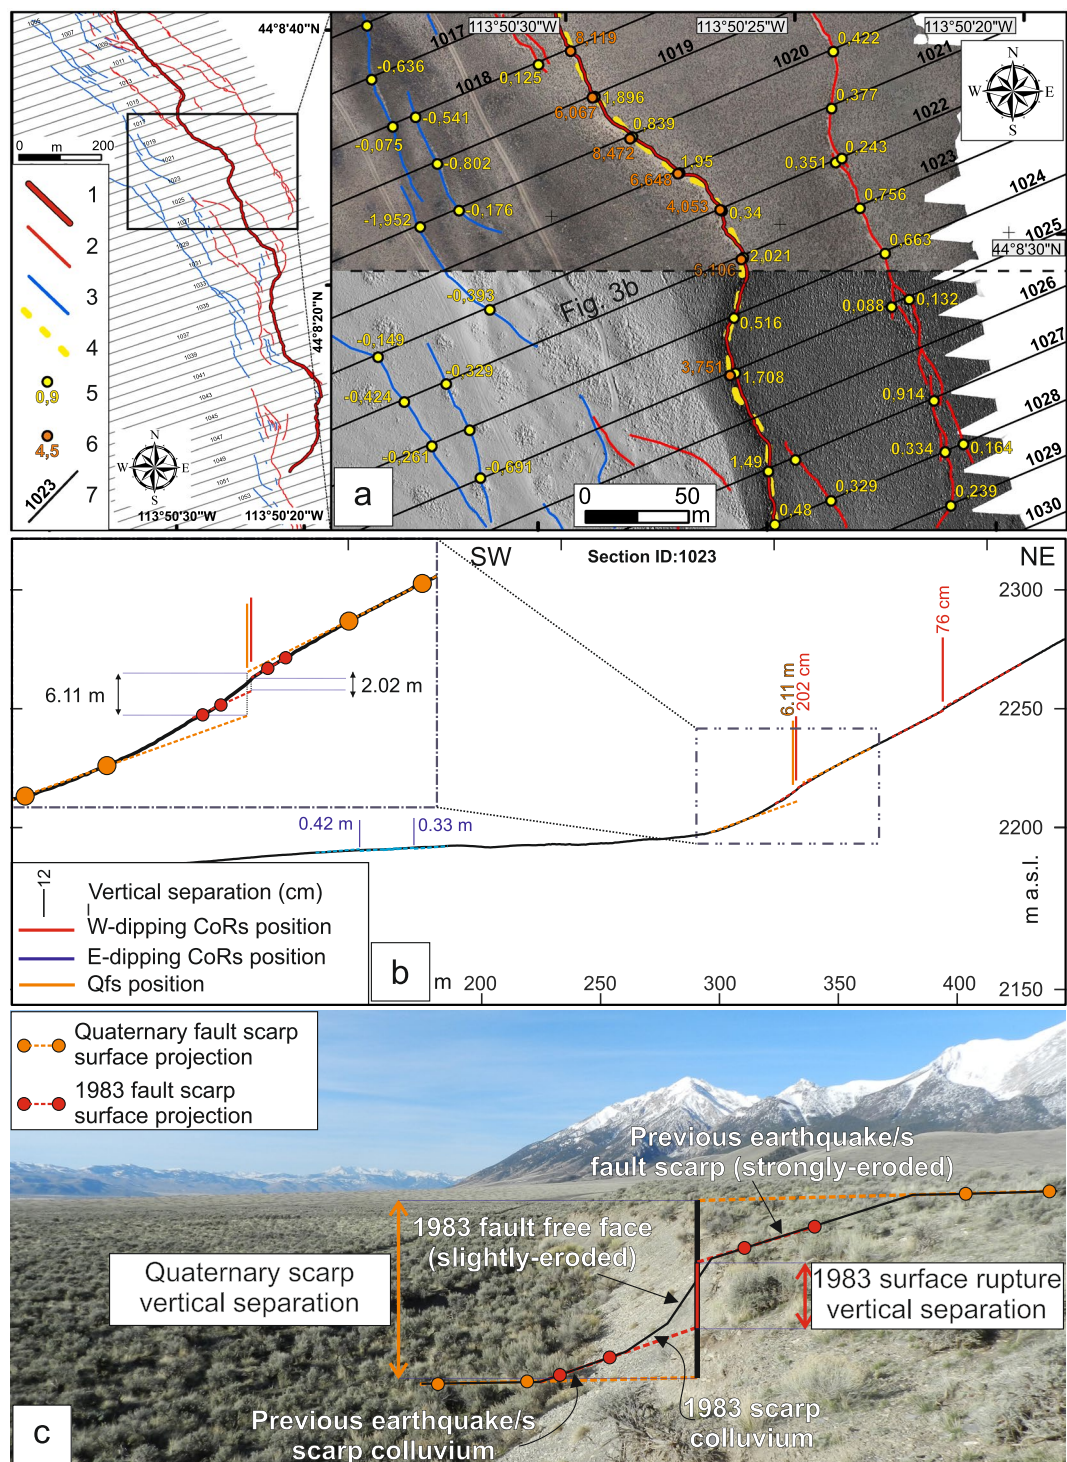 44°8'40"N
0 m 200
1
2
3
4
5
0,9
6
4,5
7
1023
N
W E
S
113°50'30"W 113°50'20"W
44°8'20"N
113°50'30"W 113°50'25"W 113°50'20"W
1017
1018
1019
1020
1021
1022
1023
1024
1025
44°8'30"N
1026
1027
1028
1029
1030
N
W E
S
8,119
0.125
-0,636
1,896
6,067
-0,541
-0,075
0,839
8,472
-0,802
1.95
6,648
-0,176
-1,952
4,053
0,34
2,021
6,106
0,422
0,377
0,243
0,351
0,756
0,663
0.132
0.088
-0,393
Fig. 3b
0,516
-0,149
-0,329
3,751
1.708
-0,424
0.914
-0,261
0.334
0.164
-0,691
1.49
0,329
0.239
0,48
a
0 50
m
SW
Section ID:1023
NE
2300
2250
2200
2150
m a.s.l.
6.11 m
2.02 m
6.11 m
202 cm
76 cm
0.42 m
0.33 m
12
Vertical separation (cm)
W-dipping CoRs position
E-dipping CoRs position
Qfs position
b
m 200 250 300 350 400
Quaternary fault scarp
surface projection
1983 fault scarp
surface projection
Previous earthquake/s
fault scarp (strongly-eroded)
1983 fault free face
(slightly-eroded)
Quaternary scarp
vertical separation
1983 surface rupture
vertical separation
Previous earthquake/s
scarp colluvium
1983 scarp
colluvium
c